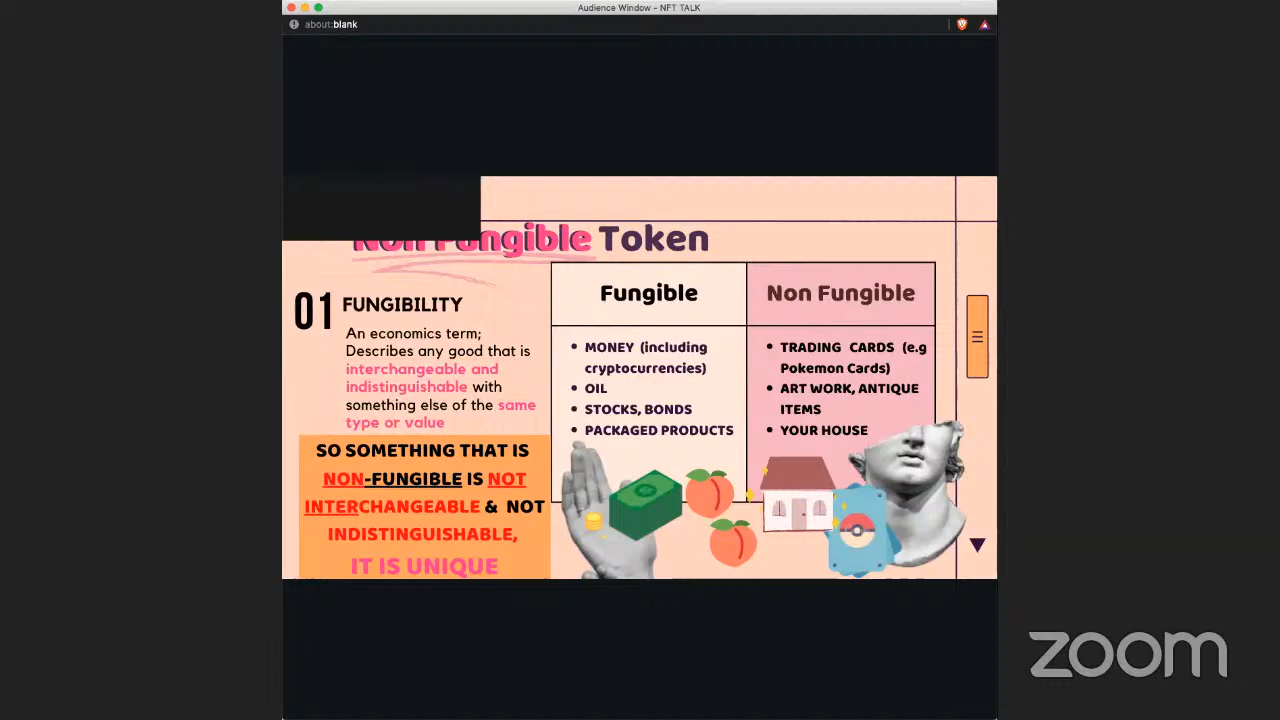 Audience Window - NFT TALK
about:blank
Non Fungible Token
01 FUNGIBILITY
An economics term;
Describes any good that is
interchangeable and
indistinguishable with
something else of the same
type or value
SO SOMETHING THAT IS
NON-FUNGIBLE IS NOT
INTERCHANGEABLE & NOT
INDISTINGUISHABLE,
IT IS UNIQUE
Fungible
MONEY (including
cryptocurrencies)
OIL
STOCKS, BONDS
PACKAGED PRODUCTS
Non Fungible
TRADING CARDS (e.g
Pokemon Cards)
ART WORK, ANTIQUE
ITEMS
YOUR HOUSE
zoom